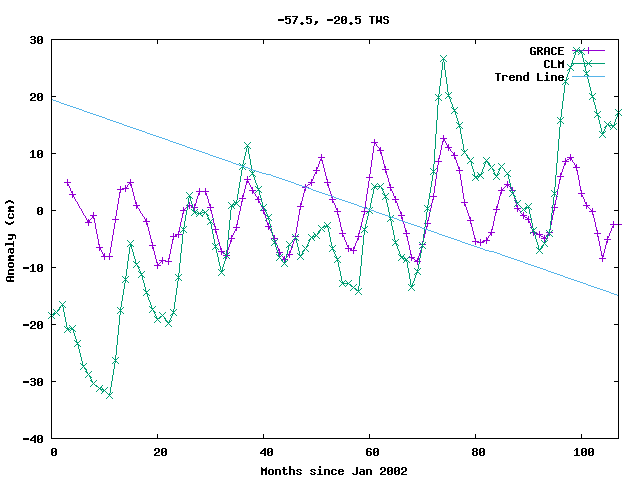 -57.5, -20.5 TWS
GRACE
CLM
Trend Line
30
20
10
0
-10
-20
-30
-40
Anomaly (cm)
0 20 40 60 80 100
Months since Jan 2002